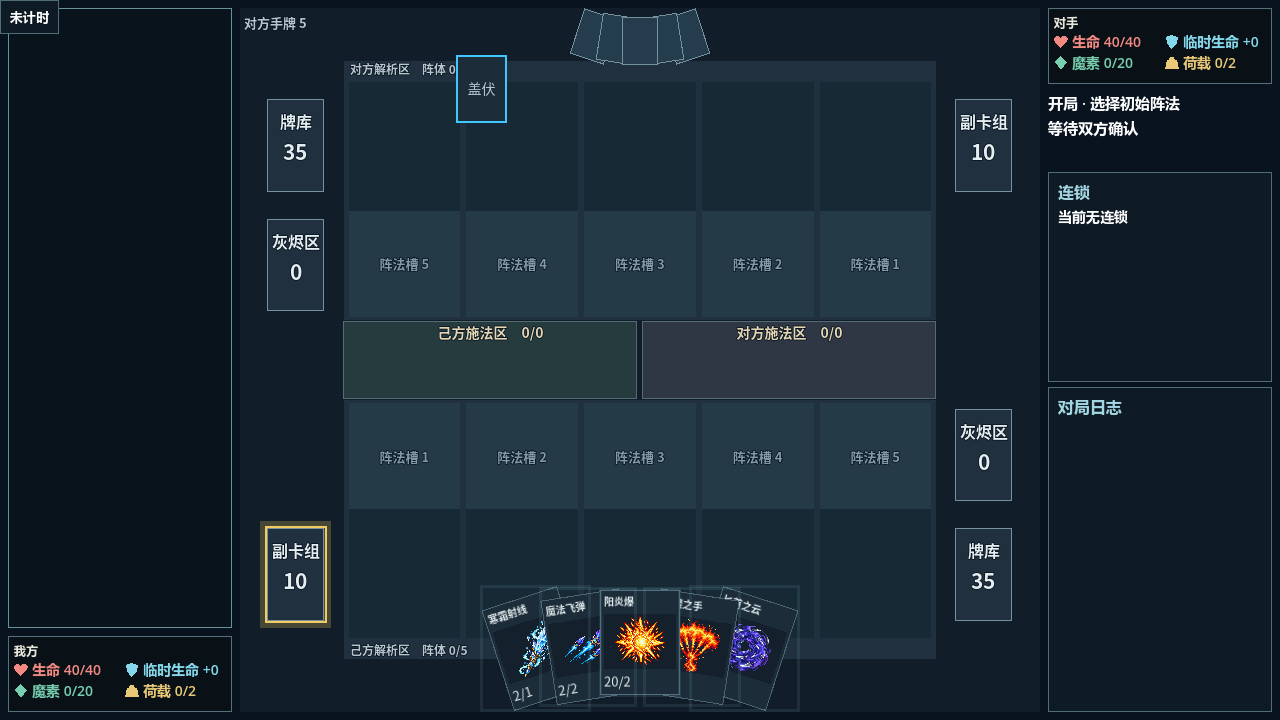 未计时
对方手牌 5
对手
生命 40/40
临时生命 +0
魔素 0/20
荷载 0/2
开局 · 选择初始阵法
等待双方确认
连锁
当前无连锁
对局日志
对方解析区 阵体 0
盖伏
牌库
35
副卡组
10
灰烬区
0
阵法槽 5
阵法槽 4
阵法槽 3
阵法槽 2
阵法槽 1
己方施法区 0/0
对方施法区 0/0
阵法槽 1
阵法槽 2
阵法槽 3
阵法槽 4
阵法槽 5
灰烬区
0
副卡组
10
牌库
35
己方解析区 阵体 0/5
寒霜射线
2/1
魔法飞弹
2/2
阳炎爆
20/2
之手
之云
我方
生命 40/40
临时生命 +0
魔素 0/20
荷载 0/2